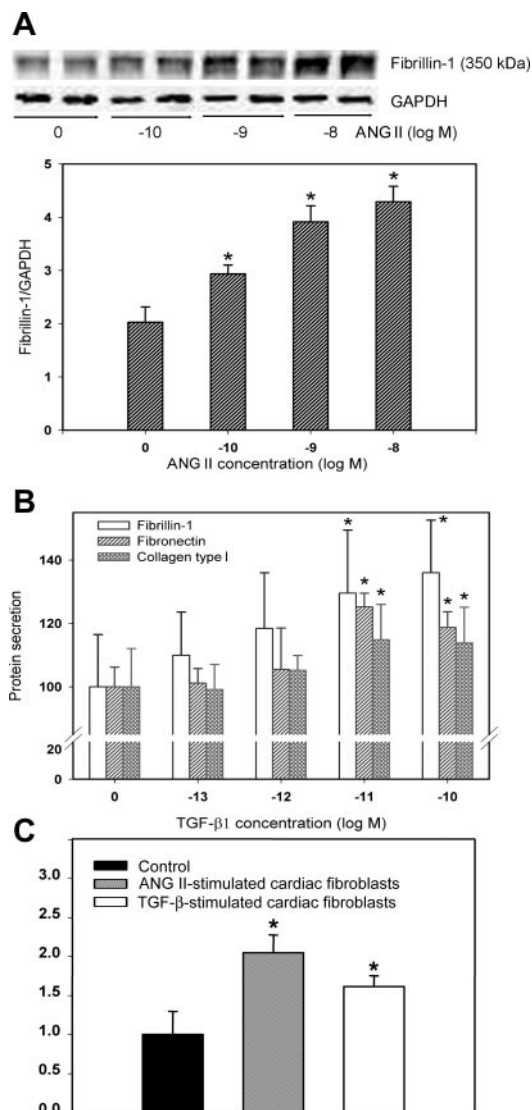 A
Fibrillin-1 (350 kDa)
GAPDH
0 -10 -9 -8 ANG II (log M)
5
4
3
2
1
0
Fibrillin-1/GAPDH
* * *
0 -10 -9 -8
ANG II concentration (log M)
B
Fibrillin-1
Fibronectin
Collagen type I
140
120
100
20
0
Protein secretion
* * * * * *
0 -13 -12 -11 -10
TGF-β1 concentration (log M)
C
Control
ANG II-stimulated cardiac fibroblasts
TGF-β-stimulated cardiac fibroblasts
3.0
2.5
2.0
1.5
1.0
0.5
0.0
* *